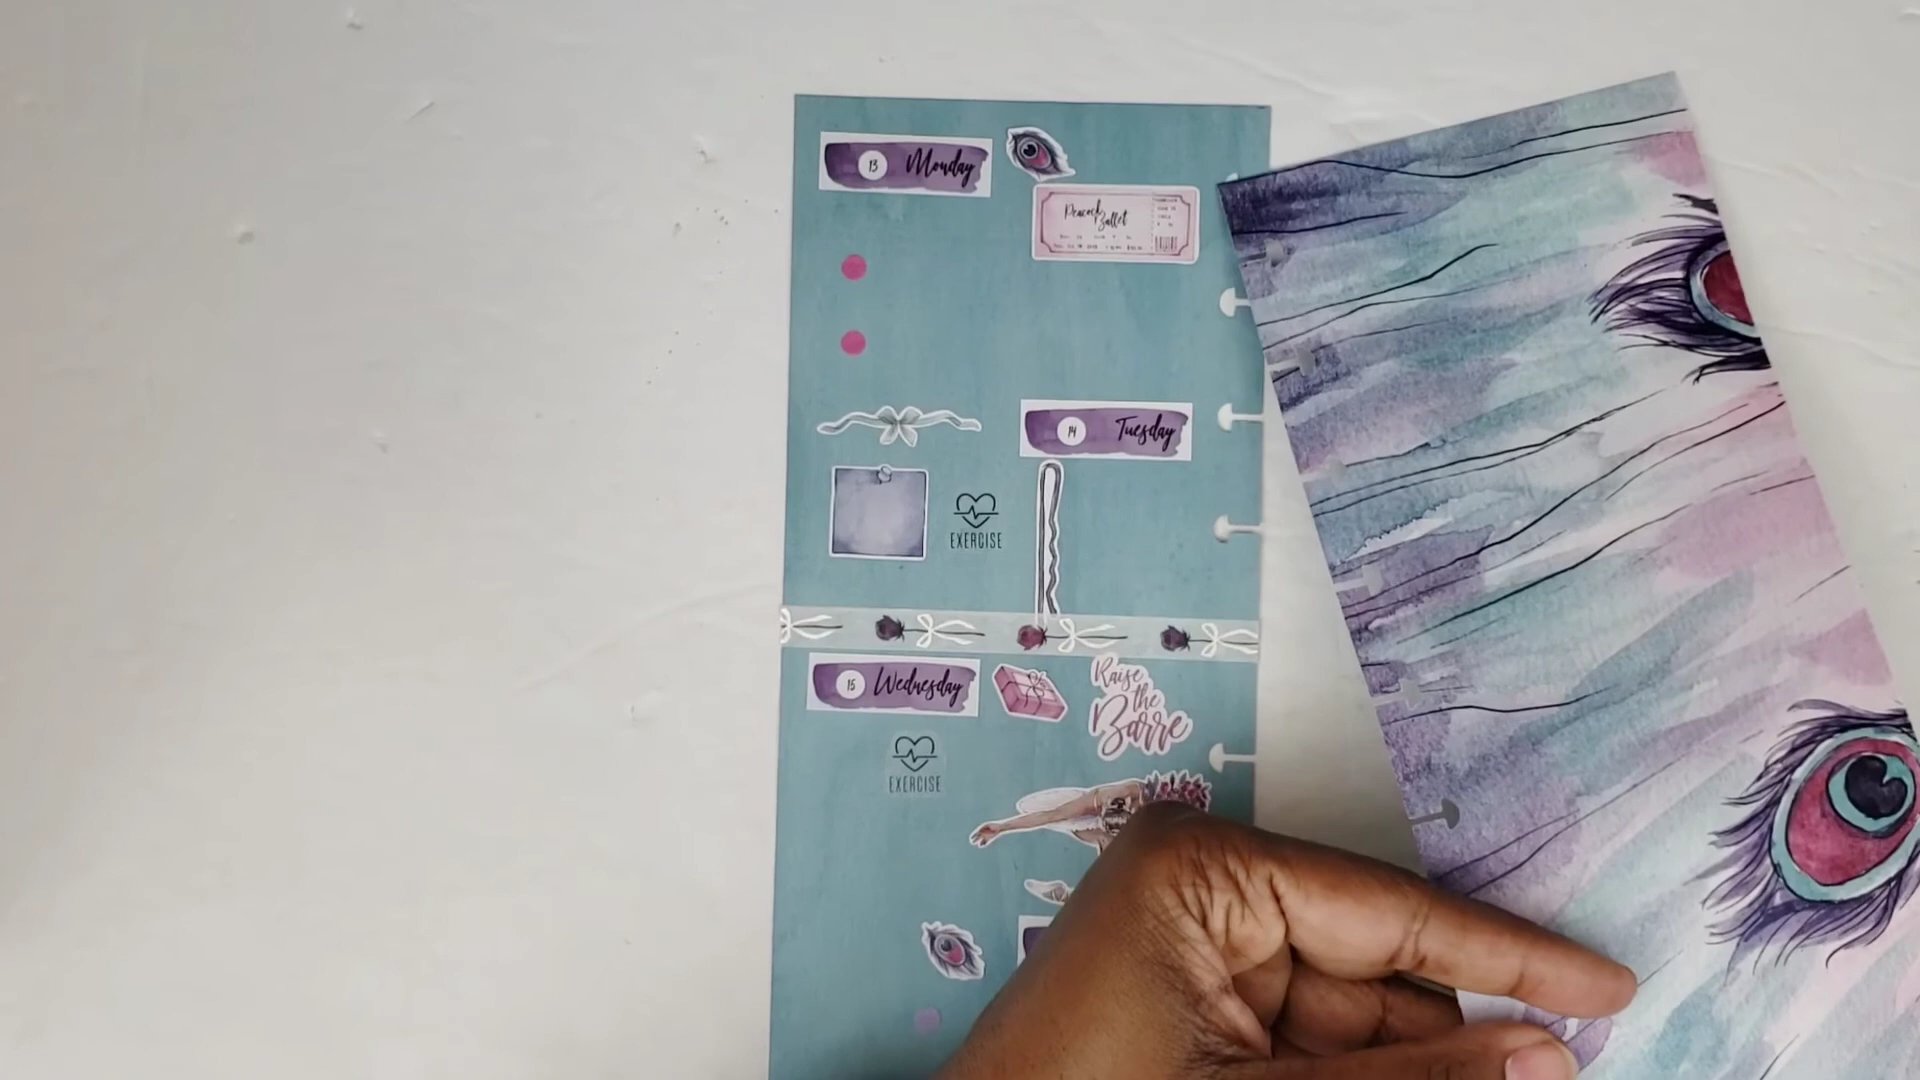 13 Monday
Peacock
Ballet
14 Tuesday
EXERCISE
15 Wednesday
Raise
the
Barre
EXERCISE